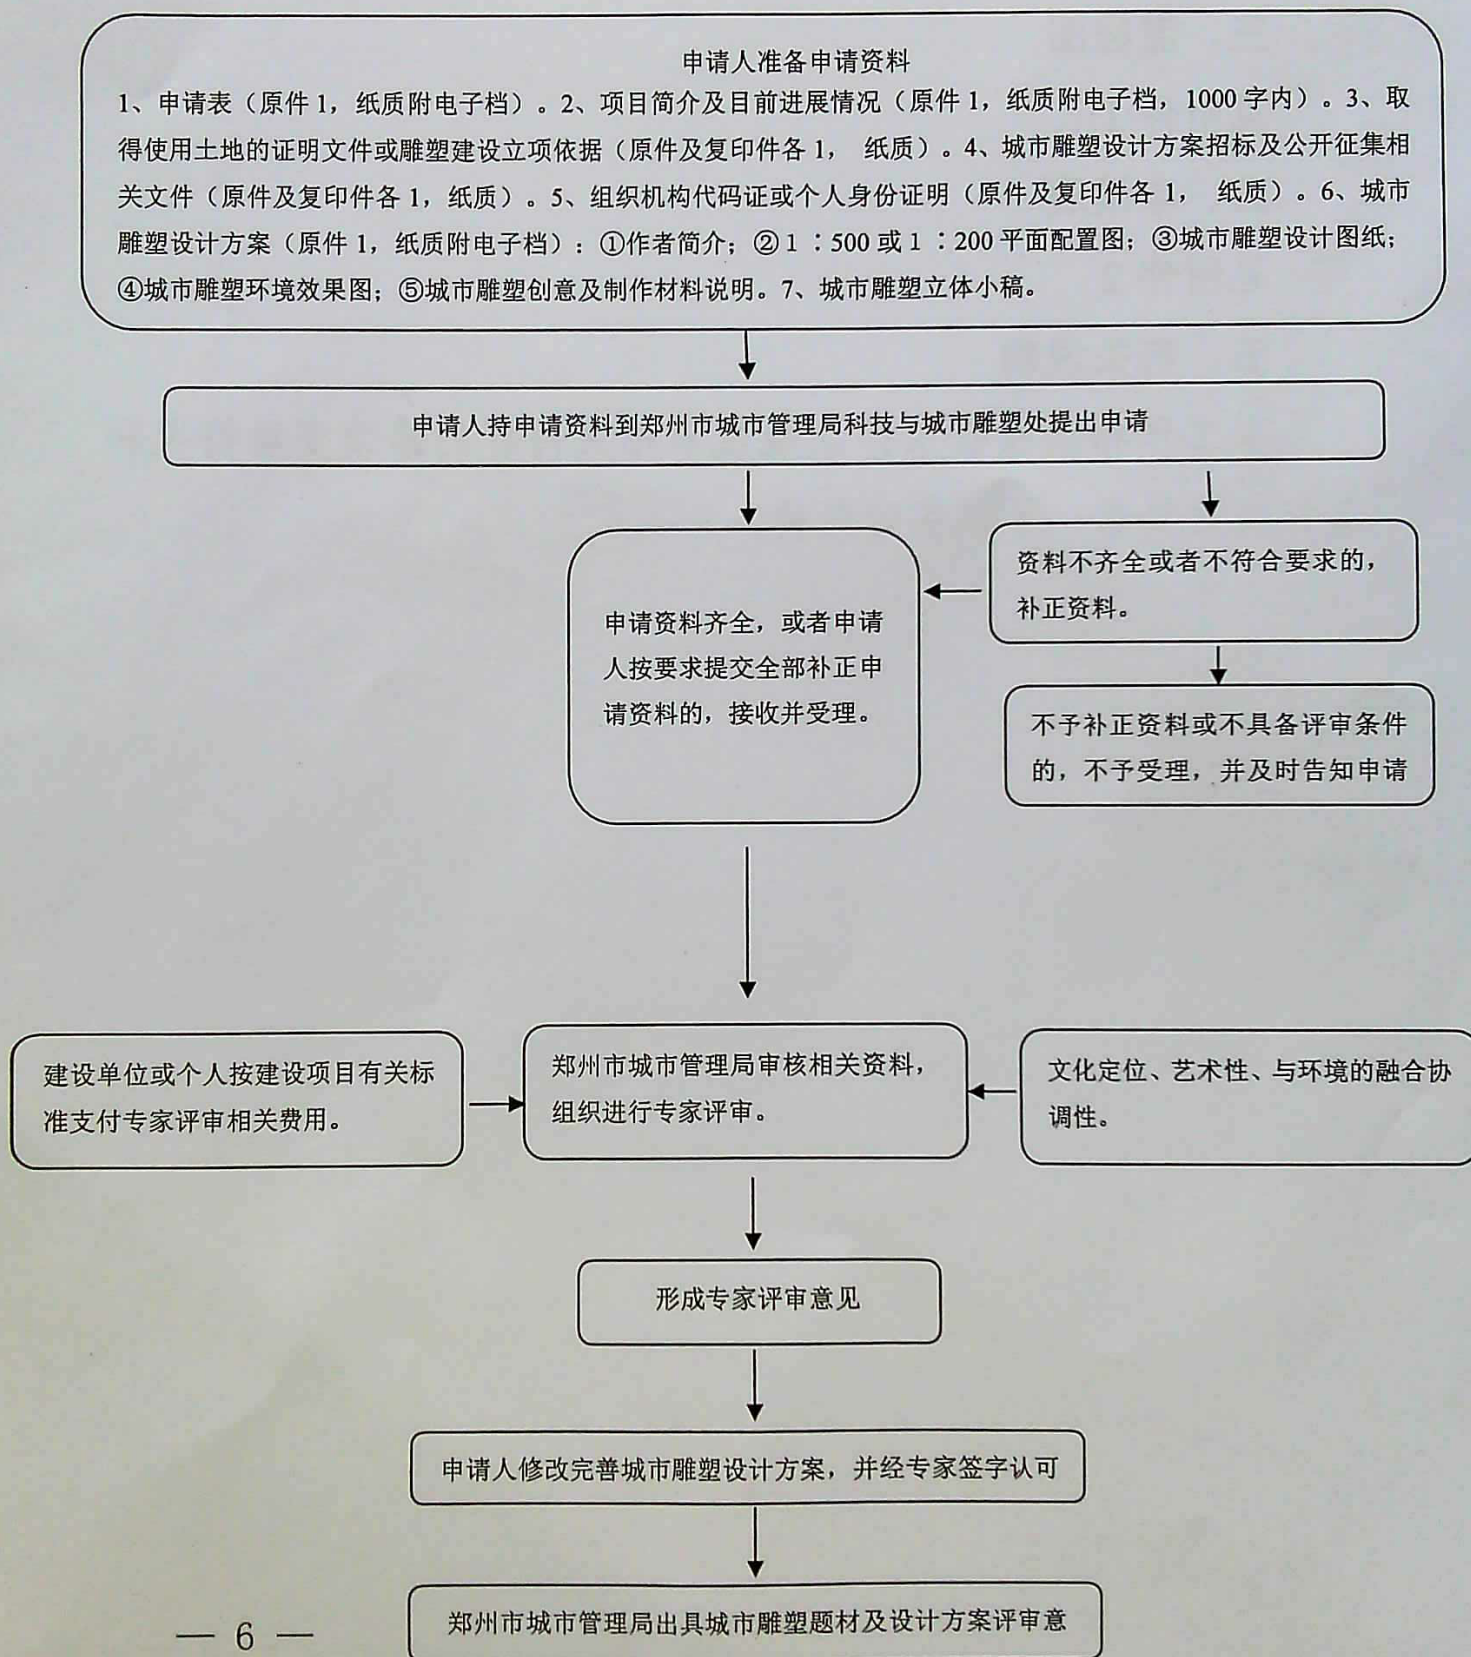 申请人准备申请资料
1、申请表（原件 1，纸质附电子档）。2、项目简介及目前进展情况（原件 1，纸质附电子档，1000 字内）。3、取
得使用土地的证明文件或雕塑建设立项依据（原件及复印件各 1， 纸质）。4、城市雕塑设计方案招标及公开征集相
关文件（原件及复印件各 1，纸质）。5、组织机构代码证或个人身份证明（原件及复印件各 1， 纸质）。6、城市
雕塑设计方案（原件 1，纸质附电子档）：①作者简介；②1：500 或 1：200 平面配置图；③城市雕塑设计图纸；
④城市雕塑环境效果图；⑤城市雕塑创意及制作材料说明。7、城市雕塑立体小稿。
申请人持申请资料到郑州市城市管理局科技与城市雕塑处提出申请
申请资料齐全，或者申请
人按要求提交全部补正申
请资料的，接收并受理。
资料不齐全或者不符合要求的，
补正资料。
不予补正资料或不具备评审条件
的，不予受理，并及时告知申请
建设单位或个人按建设项目有关标
准支付专家评审相关费用。
郑州市城市管理局审核相关资料，
组织进行专家评审。
文化定位、艺术性、与环境的融合协
调性。
形成专家评审意见
申请人修改完善城市雕塑设计方案，并经专家签字认可
郑州市城市管理局出具城市雕塑题材及设计方案评审意
— 6 —